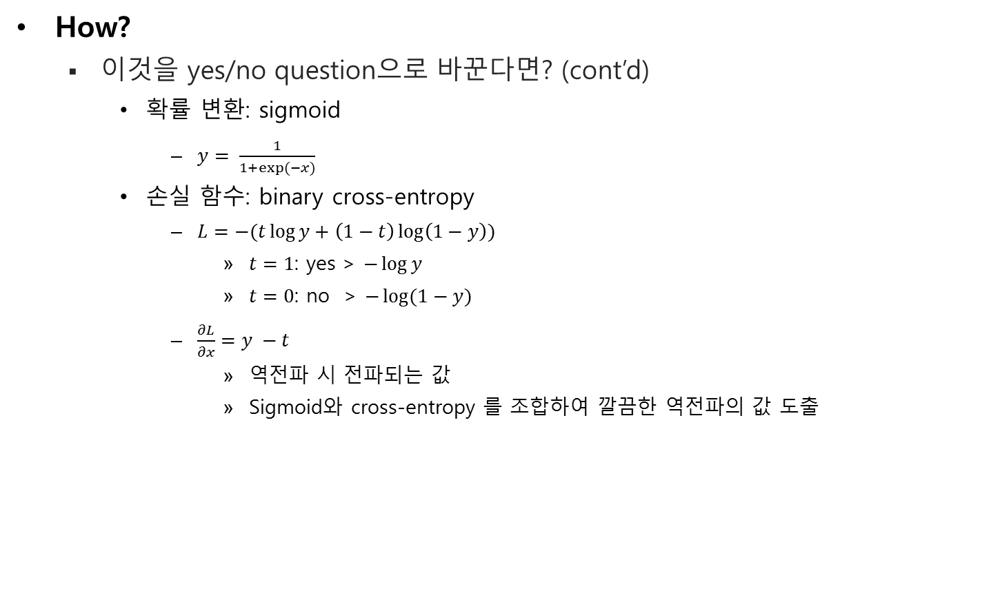 • How?
▪ 이것을 yes/no question으로 바꾼다면? (cont’d)
• 확률 변환: sigmoid
– y = 1/(1+exp(−x))
• 손실 함수: binary cross-entropy
– L = −(t log y + (1 − t) log(1 − y))
» t = 1: yes > − log y
» t = 0: no > − log(1 − y)
– ∂L/∂x = y − t
» 역전파 시 전파되는 값
» Sigmoid와 cross-entropy 를 조합하여 깔끔한 역전파의 값 도출